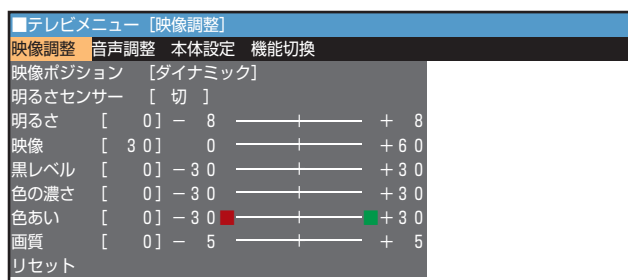 ■テレビメニュー［映像調整］
映像調整 音声調整 本体設定 機能切換
映像ポジション ［ダイナミック］
明るさセンサー ［ 切 ］
明るさ ［ 0］－ 8 ＋ 8
映像 ［ 30］ 0 ＋60
黒レベル ［ 0］－30 ＋30
色の濃さ ［ 0］－30 ＋30
色あい ［ 0］－30 ＋30
画質 ［ 0］－ 5 ＋ 5
リセット